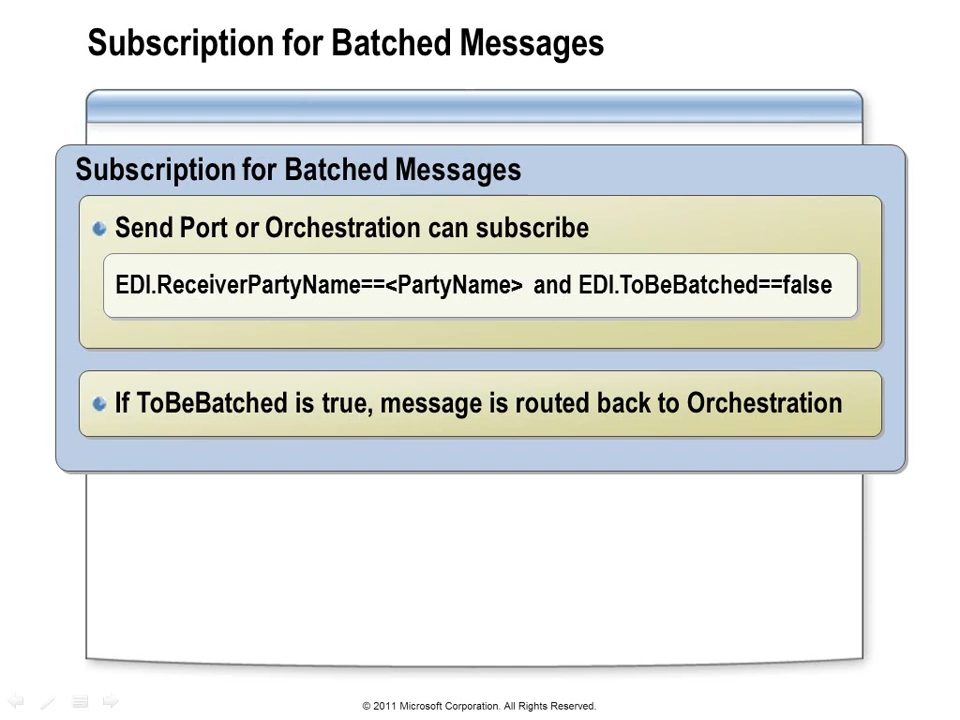 Subscription for Batched Messages
Subscription for Batched Messages
Send Port or Orchestration can subscribe
EDI.ReceiverPartyName==<PartyName> and EDI.ToBeBatched==false
If ToBeBatched is true, message is routed back to Orchestration
© 2011 Microsoft Corporation. All Rights Reserved.